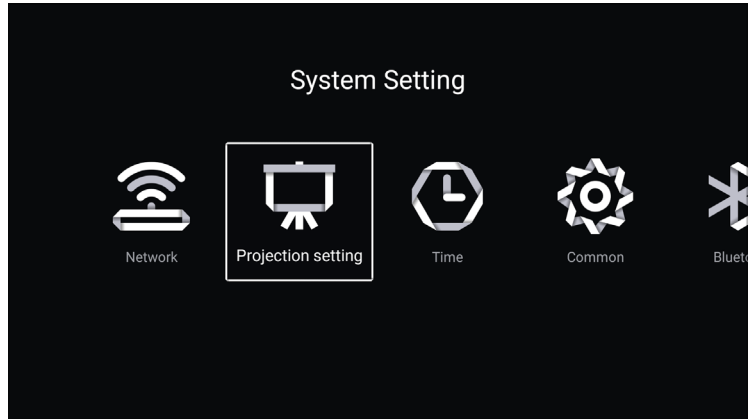 System Setting
Network
Projection setting
Time
Common